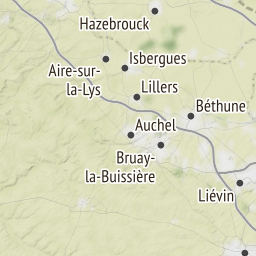 Hazebrouck
Isbergues
Aire-sur-
la-Lys
Lillers
Béthune
Auchel
Bruay-
la-Buissière
Liévin